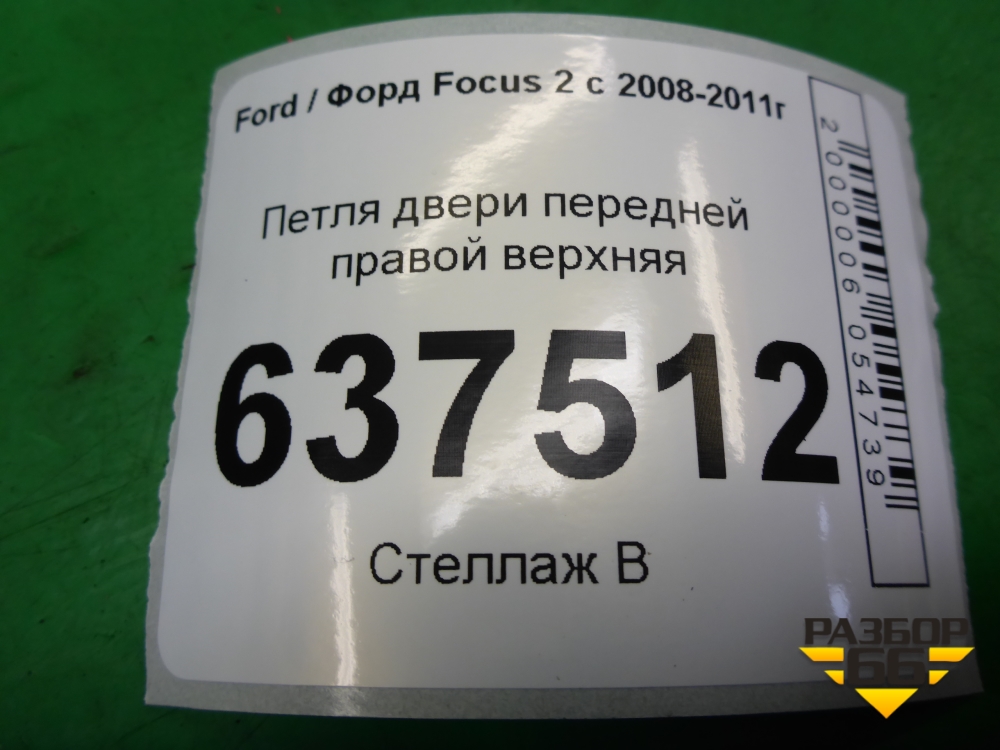 Ford / Форд Focus 2 с 2008-2011г
Петля двери передней
правой верхняя
637512
Стеллаж В
2000006054739
РАЗБОР
66